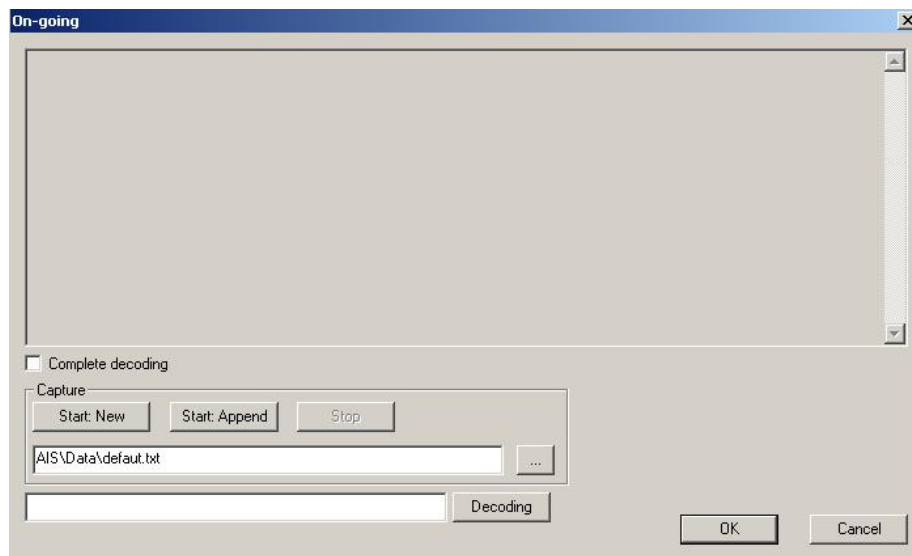 On-going
Complete decoding
Capture
Start: New Start: Append Stop
AIS\Data\defaut.txt ...
Decoding
OK Cancel